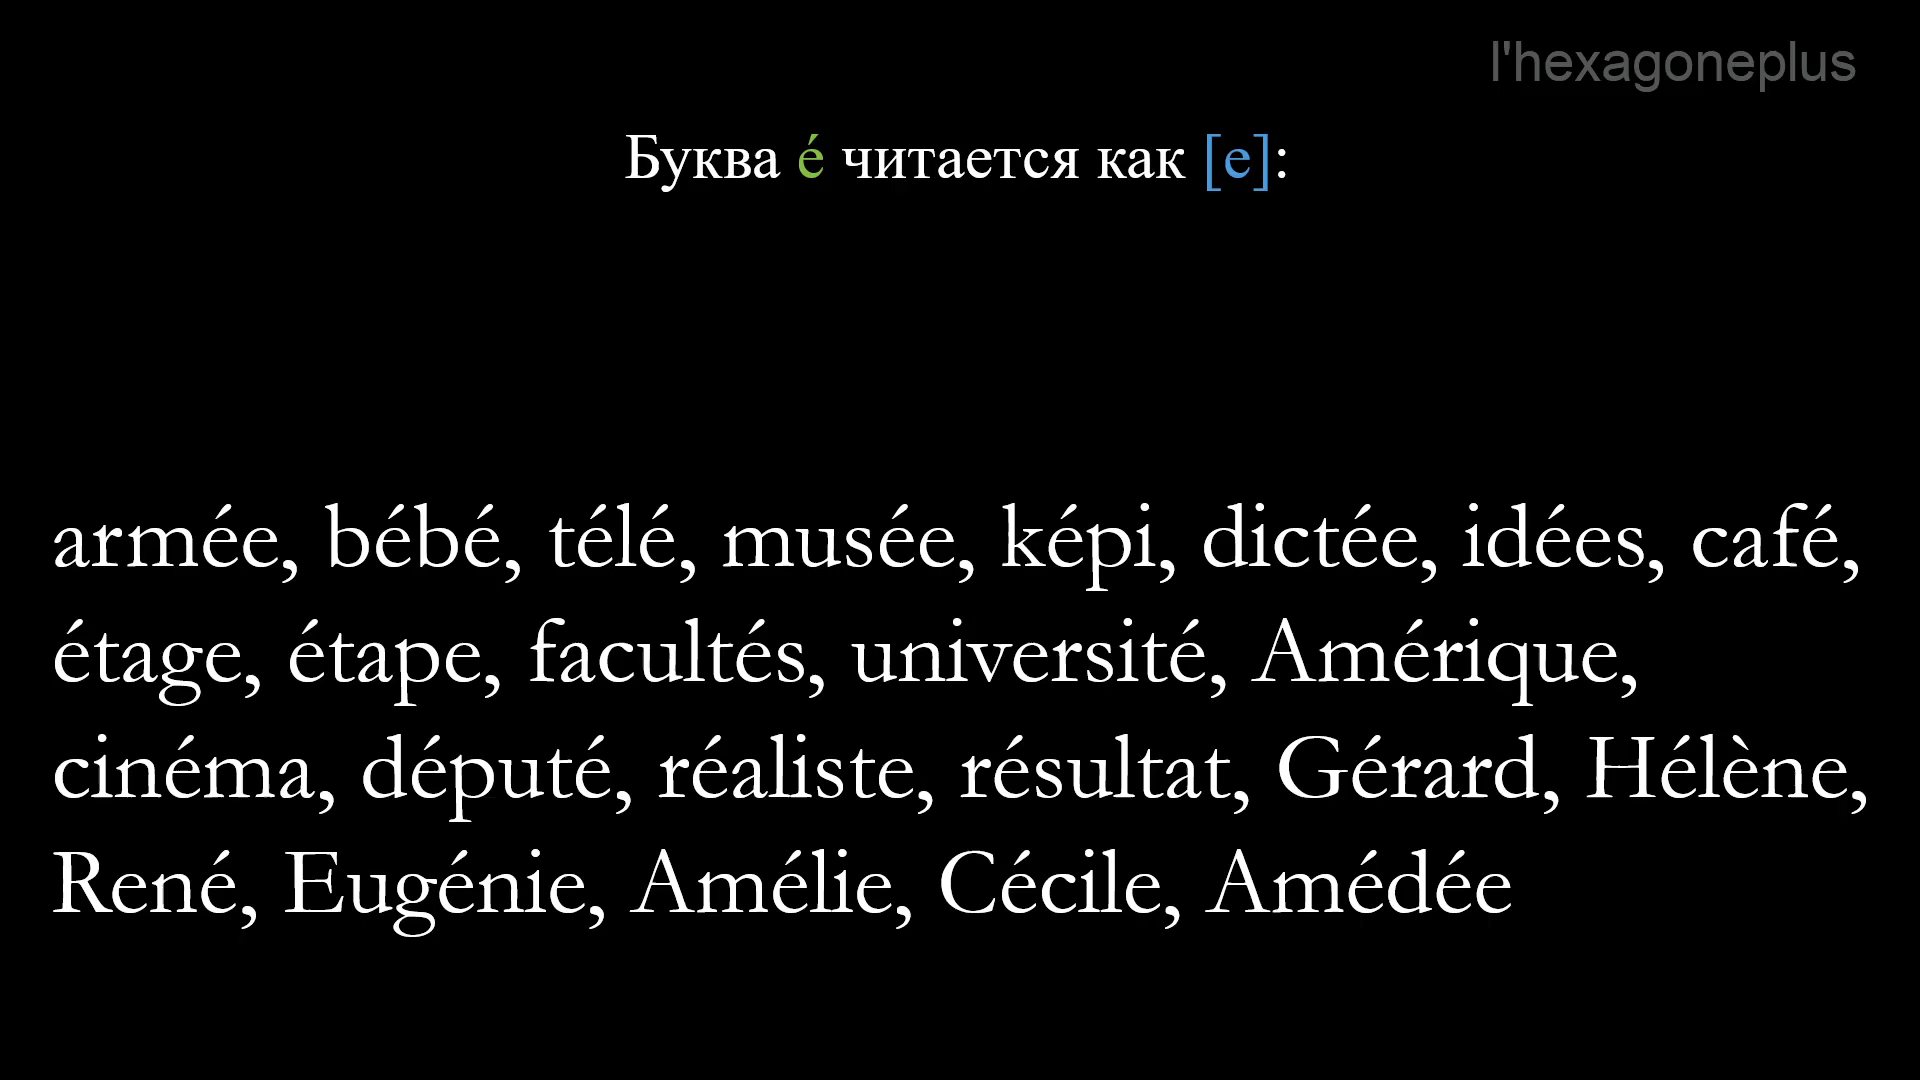 l'hexagoneplus
Буква é читается как [e]:
armée, bébé, télé, musée, képi, dictée, idées, café,
étage, étape, facultés, université, Amérique,
cinéma, député, réaliste, résultat, Gérard, Hélène,
René, Eugénie, Amélie, Cécile, Amédée